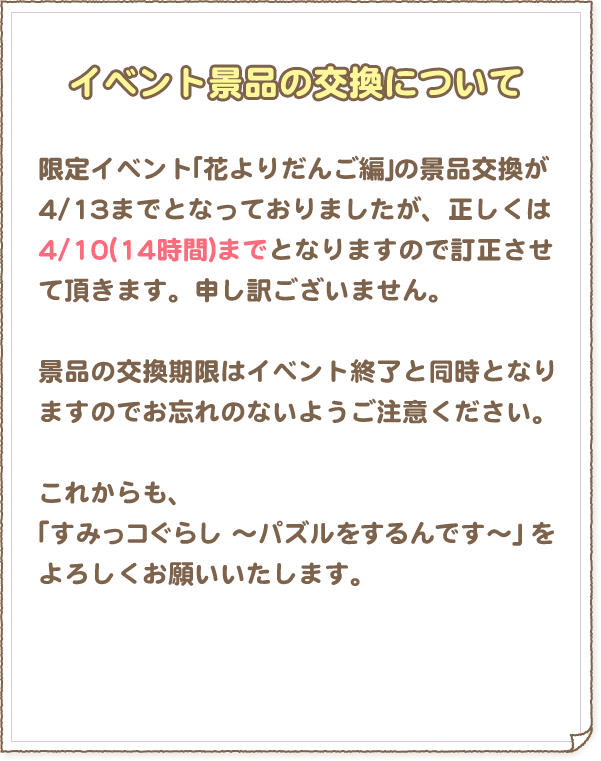 イベント景品の交換について
限定イベント｢花よりだんご編｣の景品交換が
4/13までとなっておりましたが、正しくは
4/10(14時間)までとなりますので訂正させ
て頂きます。申し訳ございません。
景品の交換期限はイベント終了と同時となり
ますのでお忘れのないようご注意ください。
これからも、
｢すみっコぐらし 〜パズルをするんです〜｣ を
よろしくお願いいたします。